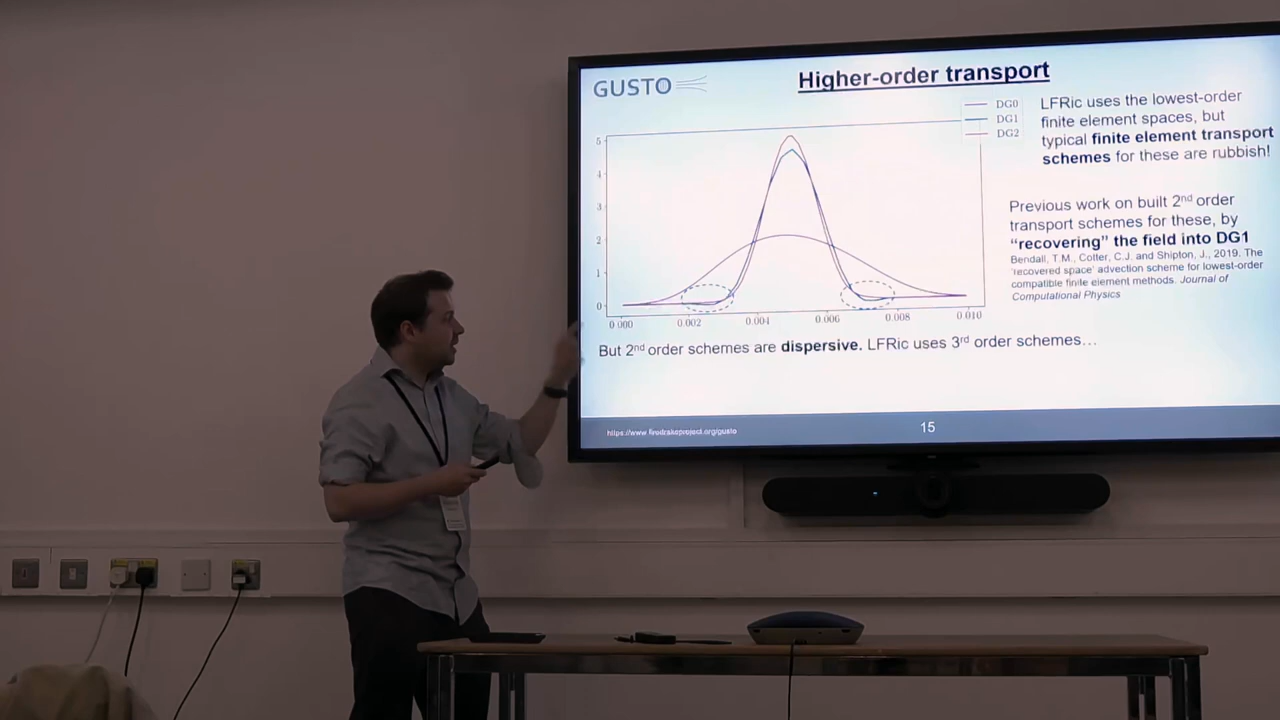 GUSTO
Higher-order transport
DG0
DG1
DG2
LFRic uses the lowest-order
finite element spaces, but
typical finite element transport
schemes for these are rubbish!
5
4
3
2
1
0
0.000
0.002
0.004
0.006
0.008
0.010
Previous work on built 2nd order
transport schemes for these, by
“recovering” the field into DG1
Bendall, T.M., Cotter, C.J. and Shipton, J., 2019. The
'recovered space' advection scheme for lowest-order
compatible finite element methods. Journal of
Computational Physics
But 2nd order schemes are dispersive. LFRic uses 3rd order schemes…
https://www.firedrakeproject.org/gusto
15